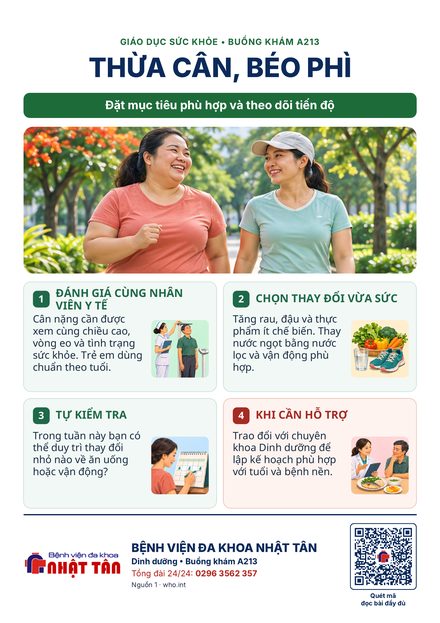 GIÁO DỤC SỨC KHỎE • BUỒNG KHÁM A213
THỪA CÂN, BÉO PHÌ
Đặt mục tiêu phù hợp và theo dõi tiến độ
1 ĐÁNH GIÁ CÙNG NHÂN
VIÊN Y TẾ
Cân nặng cần được
xem cùng chiều cao,
vòng eo và tình trạng
sức khỏe. Trẻ em dùng
chuẩn theo tuổi.
2 CHỌN THAY ĐỔI VỪA SỨC
Tăng rau, đậu và thực
phẩm ít chế biến. Thay
nước ngọt bằng nước
lọc và vận động phù
hợp.
3 TỰ KIỂM TRA
Trong tuần này bạn có
thể duy trì thay đổi
nhỏ nào về ăn uống
hoặc vận động?
4 KHI CẦN HỖ TRỢ
Trao đổi với chuyên
khoa Dinh dưỡng để
lập kế hoạch phù hợp
với tuổi và bệnh nền.
Bệnh viện đa khoa
NHẬT TÂN
BỆNH VIỆN ĐA KHOA NHẬT TÂN
Dinh dưỡng • Buồng khám A213
Tổng đài 24/24: 0296 3562 357
Nguồn 1 · who.int
Quét mã
đọc bài đầy đủ